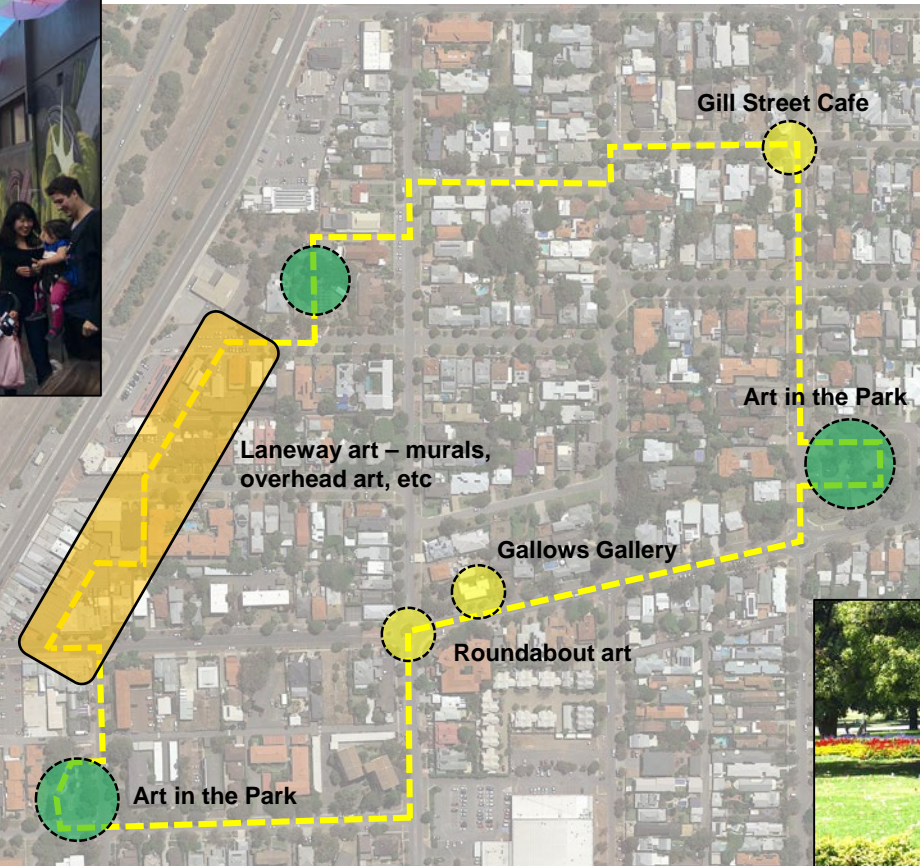 Gill Street Cafe
Art in the Park
Laneway art – murals,
overhead art, etc
Gallows Gallery
Roundabout art
Art in the Park